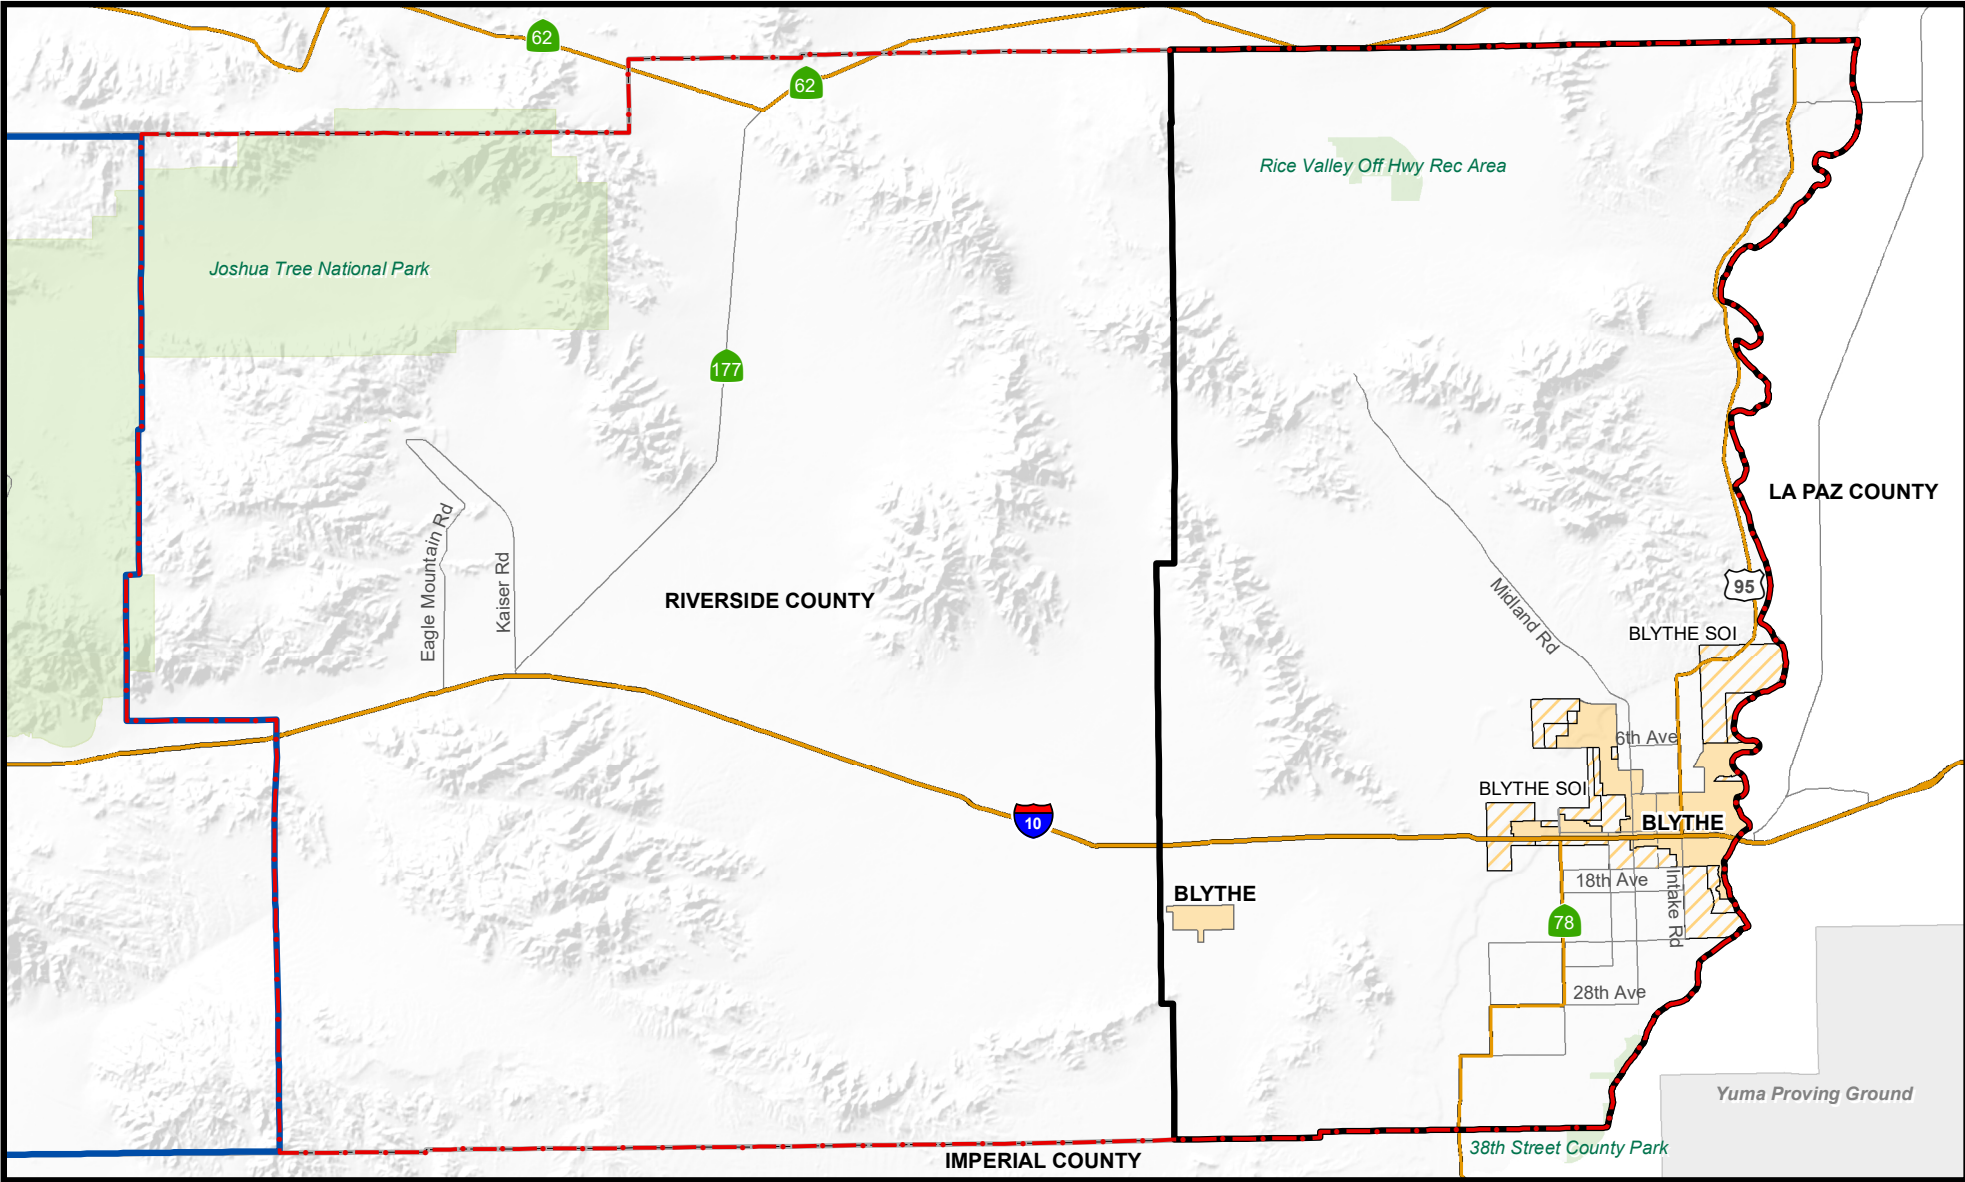 62
62
Rice Valley Off Hwy Rec Area
Joshua Tree National Park
177
LA PAZ COUNTY
Eagle Mountain Rd
Kaiser Rd
RIVERSIDE COUNTY
95
Midland Rd
BLYTHE SOI
6th Ave
BLYTHE SOI
10
BLYTHE
BLYTHE
18th Ave
Intake Rd
78
28th Ave
Yuma Proving Ground
38th Street County Park
IMPERIAL COUNTY